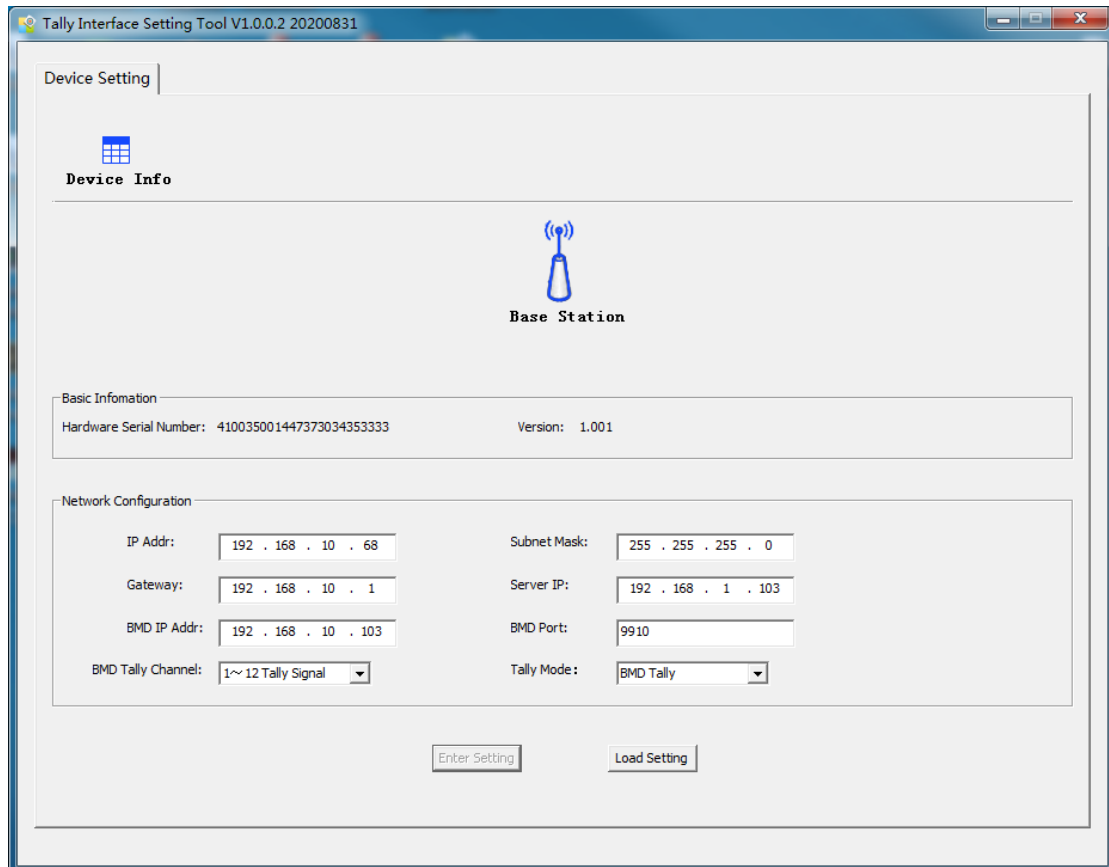 Tally Interface Setting Tool V1.0.0.2 20200831
Device Setting
Device Info
Base Station
Basic Infomation
Hardware Serial Number: 410035001447373034353333 Version: 1.001
Network Configuration
IP Addr: 192 . 168 . 10 . 68 Subnet Mask: 255 . 255 . 255 . 0
Gateway: 192 . 168 . 10 . 1 Server IP: 192 . 168 . 1 . 103
BMD IP Addr: 192 . 168 . 10 . 103 BMD Port: 9910
BMD Tally Channel: 1~12 Tally Signal Tally Mode: BMD Tally
Enter Setting Load Setting